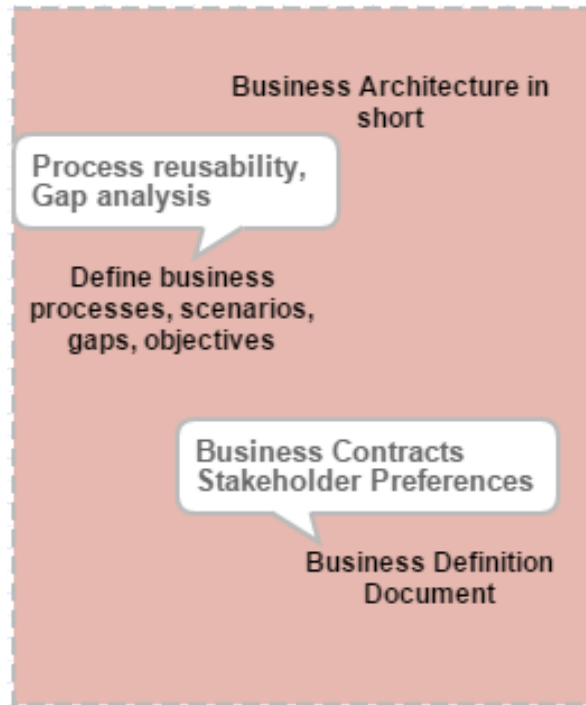 Business Architecture in
short
Process reusability,
Gap analysis
Define business
processes, scenarios,
gaps, objectives
Business Contracts
Stakeholder Preferences
Business Definition
Document